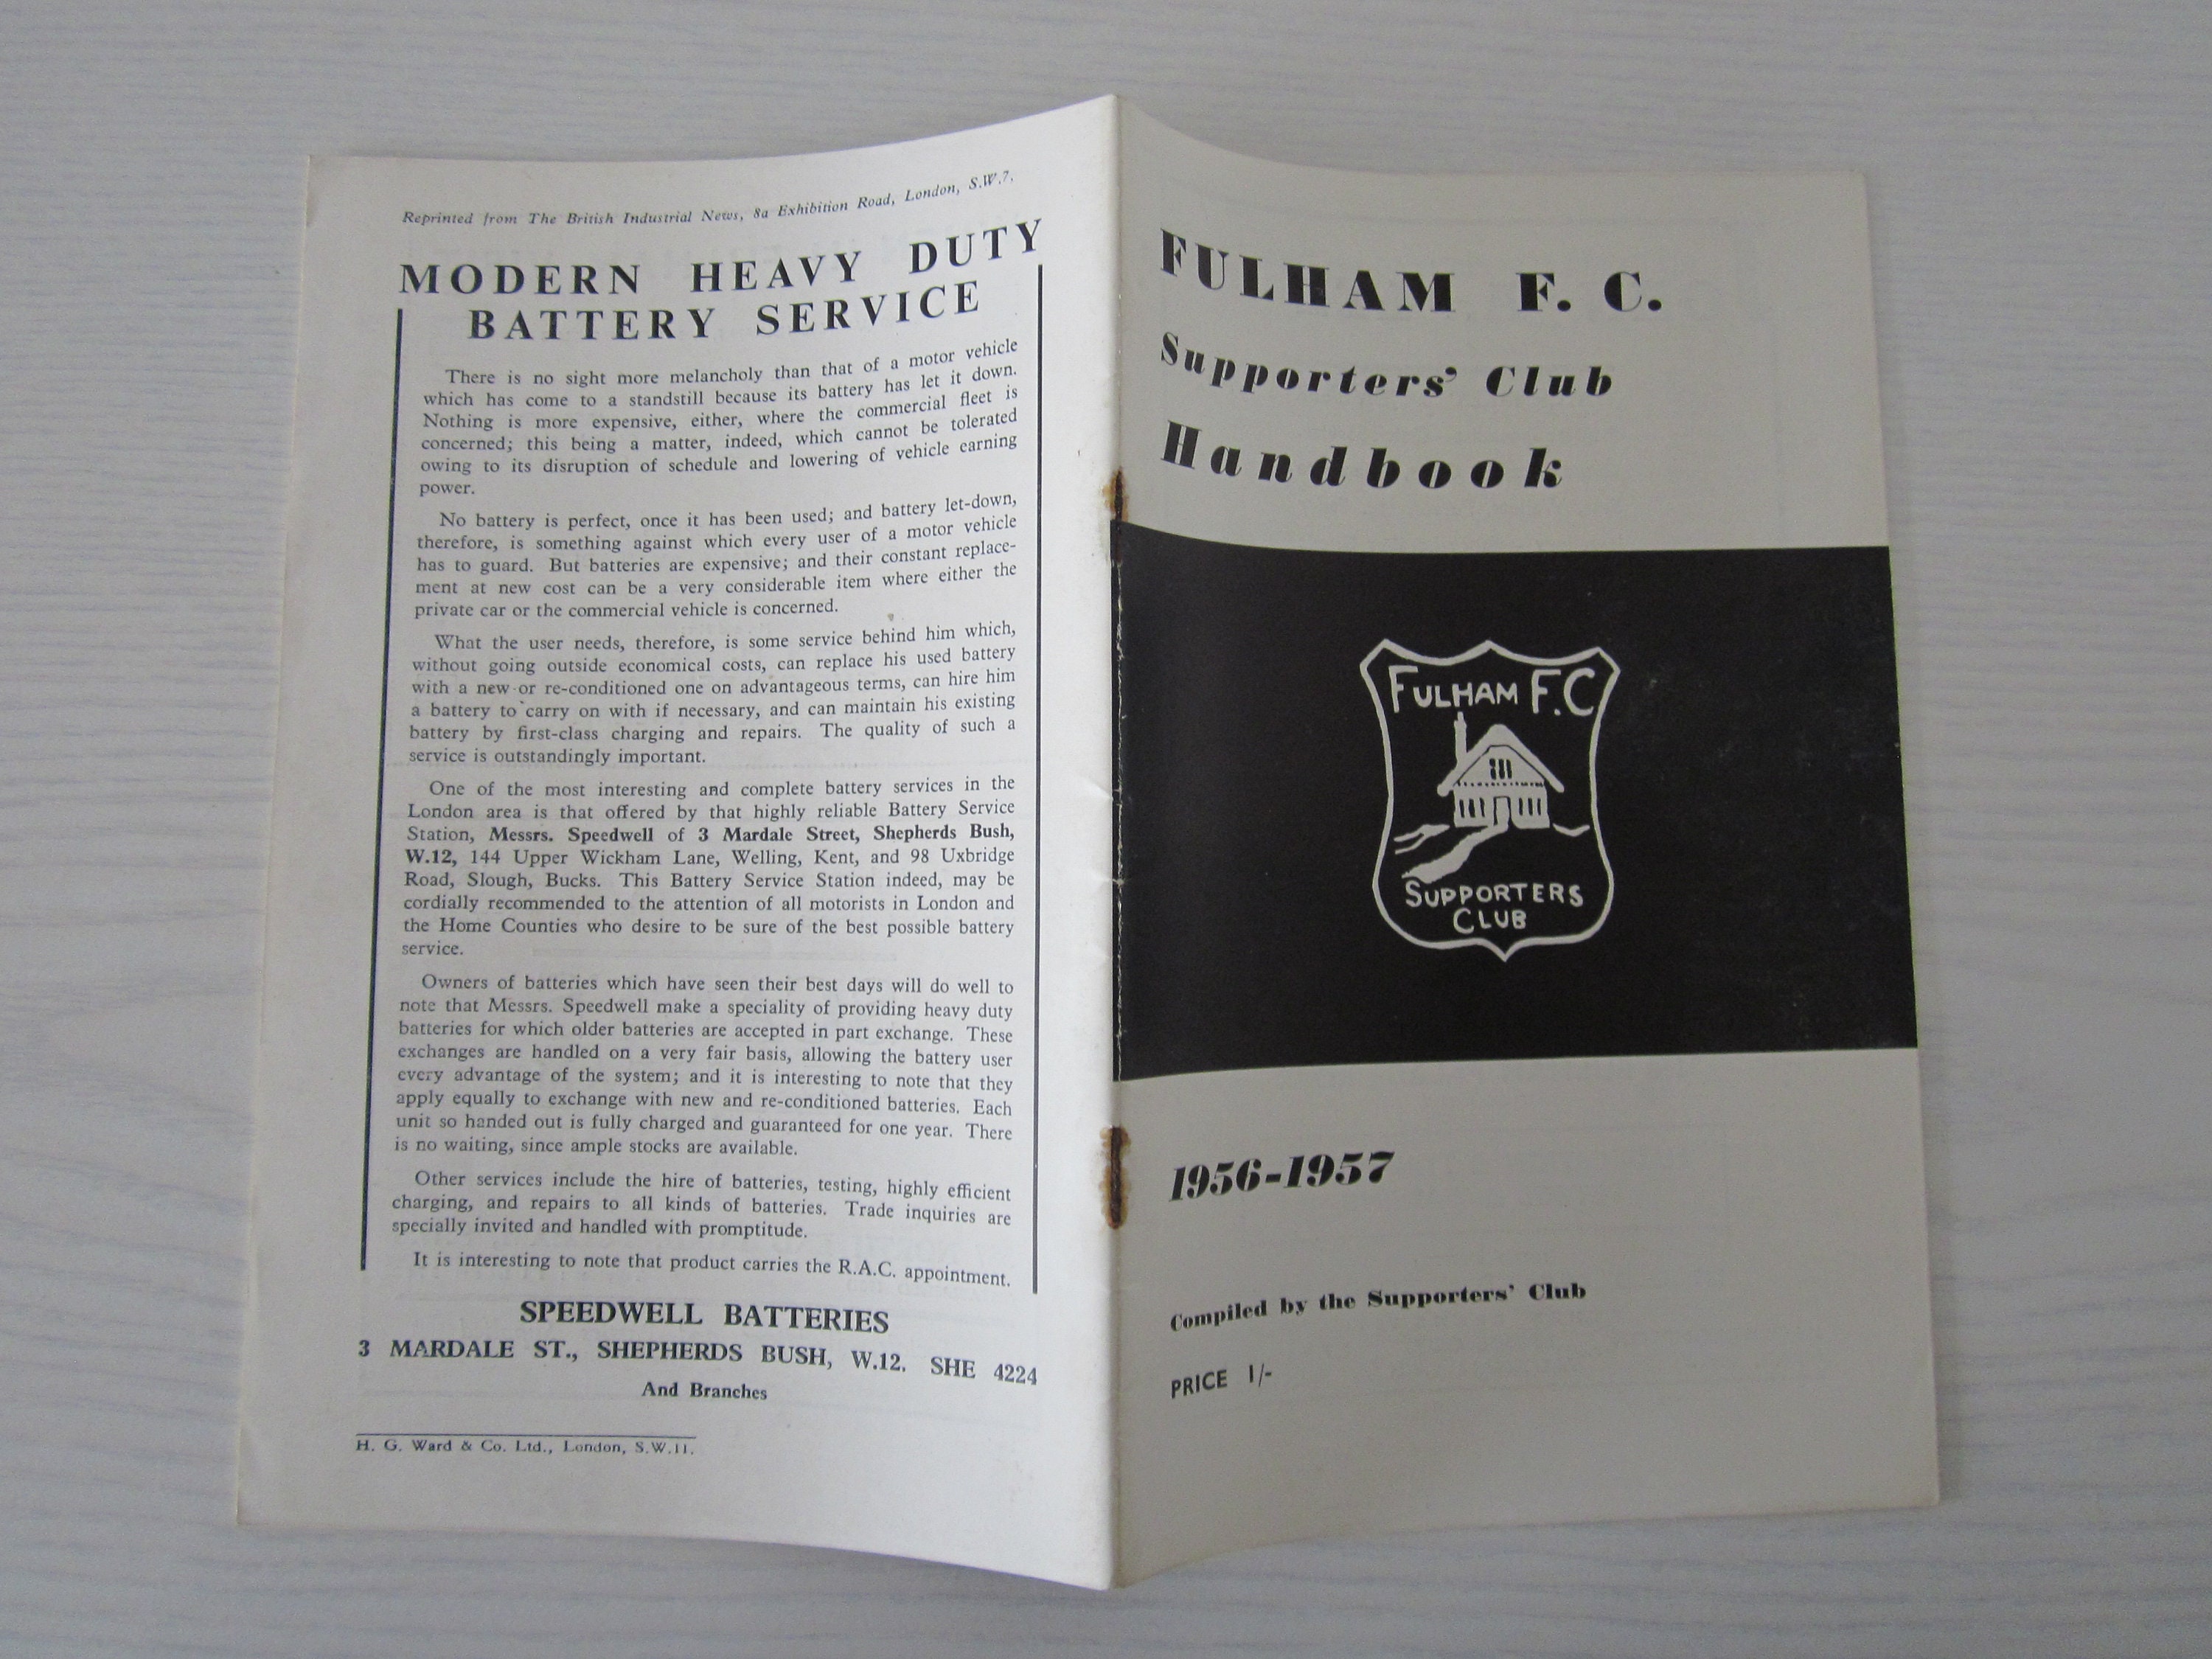 Reprinted from The British Industrial News, 8a Exhibition Road, London, S.W.7.
MODERN HEAVY DUTY
BATTERY SERVICE
There is no sight more melancholy than that of a motor vehicle
which has come to a standstill because its battery has let it down.
Nothing is more expensive, either, where the commercial fleet is
concerned; this being a matter, indeed, which cannot be tolerated
owing to its disruption of schedule and lowering of vehicle earning
power.
No battery is perfect, once it has been used; and battery let-down,
therefore, is something against which every user of a motor vehicle
has to guard. But batteries are expensive; and their constant replace-
ment at new cost can be a very considerable item where either the
private car or the commercial vehicle is concerned.
What the user needs, therefore, is some service behind him which,
without going outside economical costs, can replace his used battery
with a new or re-conditioned one on advantageous terms, can hire him
a battery to carry on with if necessary, and can maintain his existing
battery by first-class charging and repairs. The quality of such a
service is outstandingly important.
One of the most interesting and complete battery services in the
London area is that offered by that highly reliable Battery Service
Station, Messrs. Speedwell of 3 Mardale Street, Shepherds Bush,
W.12, 144 Upper Wickham Lane, Welling, Kent, and 98 Uxbridge
Road, Slough, Bucks. This Battery Service Station indeed, may be
cordially recommended to the attention of all motorists in London and
the Home Counties who desire to be sure of the best possible battery
service.
Owners of batteries which have seen their best days will do well to
note that Messrs. Speedwell make a speciality of providing heavy duty
batteries for which older batteries are accepted in part exchange. These
exchanges are handled on a very fair basis, allowing the battery user
every advantage of the system; and it is interesting to note that they
apply equally to exchange with new and re-conditioned batteries. Each
unit so handed out is fully charged and guaranteed for one year. There
is no waiting, since ample stocks are available.
Other services include the hire of batteries, testing, highly efficient
charging, and repairs to all kinds of batteries. Trade inquiries are
specially invited and handled with promptitude.
It is interesting to note that product carries the R.A.C. appointment.
SPEEDWELL BATTERIES
3 MARDALE ST., SHEPHERDS BUSH, W.12. SHE 4224
And Branches
H. G. Ward & Co. Ltd., London, S.W.11.
FULHAM F. C.
Supporters' Club
Handbook
FULHAM F.C
SUPPORTERS
CLUB
1956-1957
Compiled by the Supporters' Club
PRICE 1/-